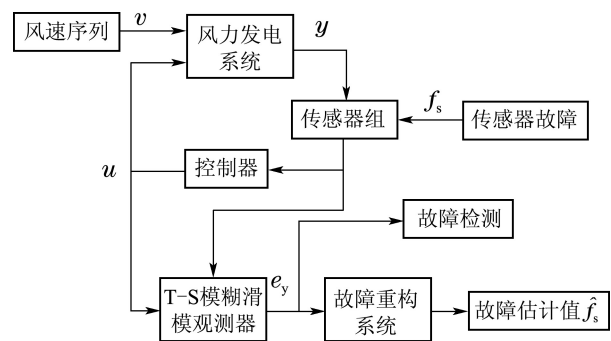 风速序列
v
风力发电
系统
y
传感器组
f_s
传感器故障
u
控制器
故障检测
T-S模糊滑
模观测器
e_y
故障重构
系统
故障估计值 f̂_s